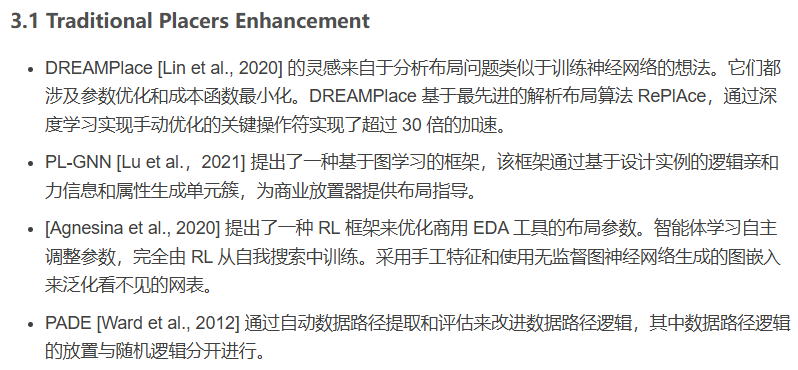 3.1 Traditional Placers Enhancement
• DREAMPlace [Lin et al., 2020] 的灵感来自于分析布局问题类似于训练神经网络的想法。它们都
涉及参数优化和成本函数最小化。DREAMPlace 基于最先进的解析布局算法 RePlAce，通过深
度学习实现手动优化的关键操作符实现了超过 30 倍的加速。
• PL-GNN [Lu et al.，2021] 提出了一种基于图学习的框架，该框架通过基于设计实例的逻辑亲和
力信息和属性生成单元簇，为商业放置器提供布局指导。
• [Agnesina et al., 2020] 提出了一种 RL 框架来优化商用 EDA 工具的布局参数。智能体学习自主
调整参数，完全由 RL 从自我搜索中训练。采用手工特征和使用无监督图神经网络生成的图嵌入
来泛化看不见的网表。
• PADE [Ward et al., 2012] 通过自动数据路径提取和评估来改进数据路径逻辑，其中数据路径逻辑
的放置与随机逻辑分开进行。